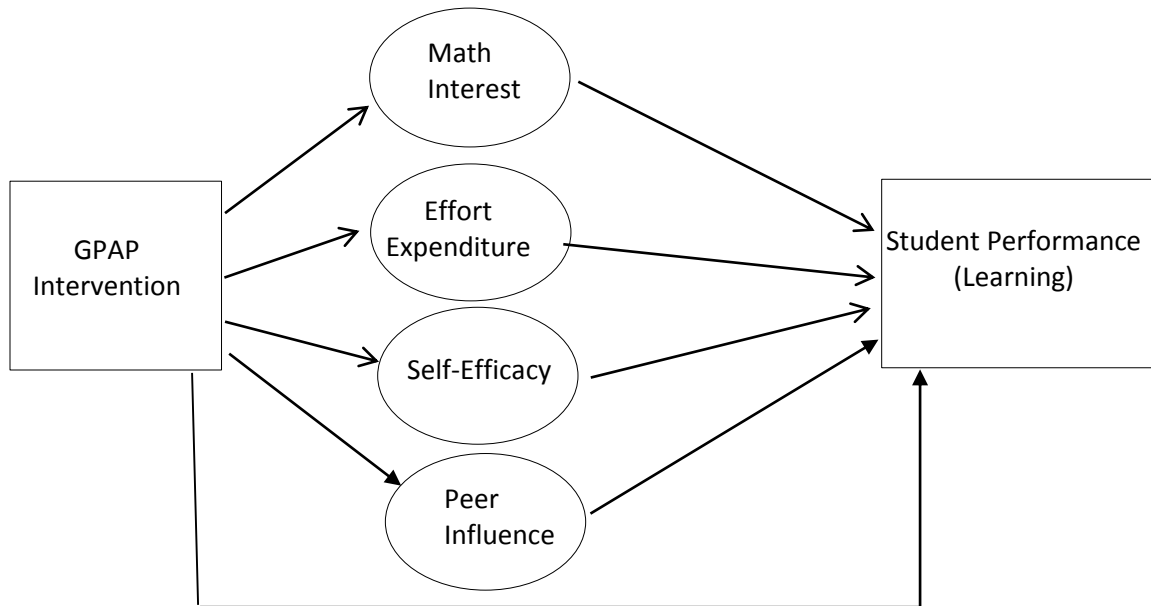 Math
Interest
Effort
Expenditure
GPAP
Intervention
Student Performance
(Learning)
Self-Efficacy
Peer
Influence